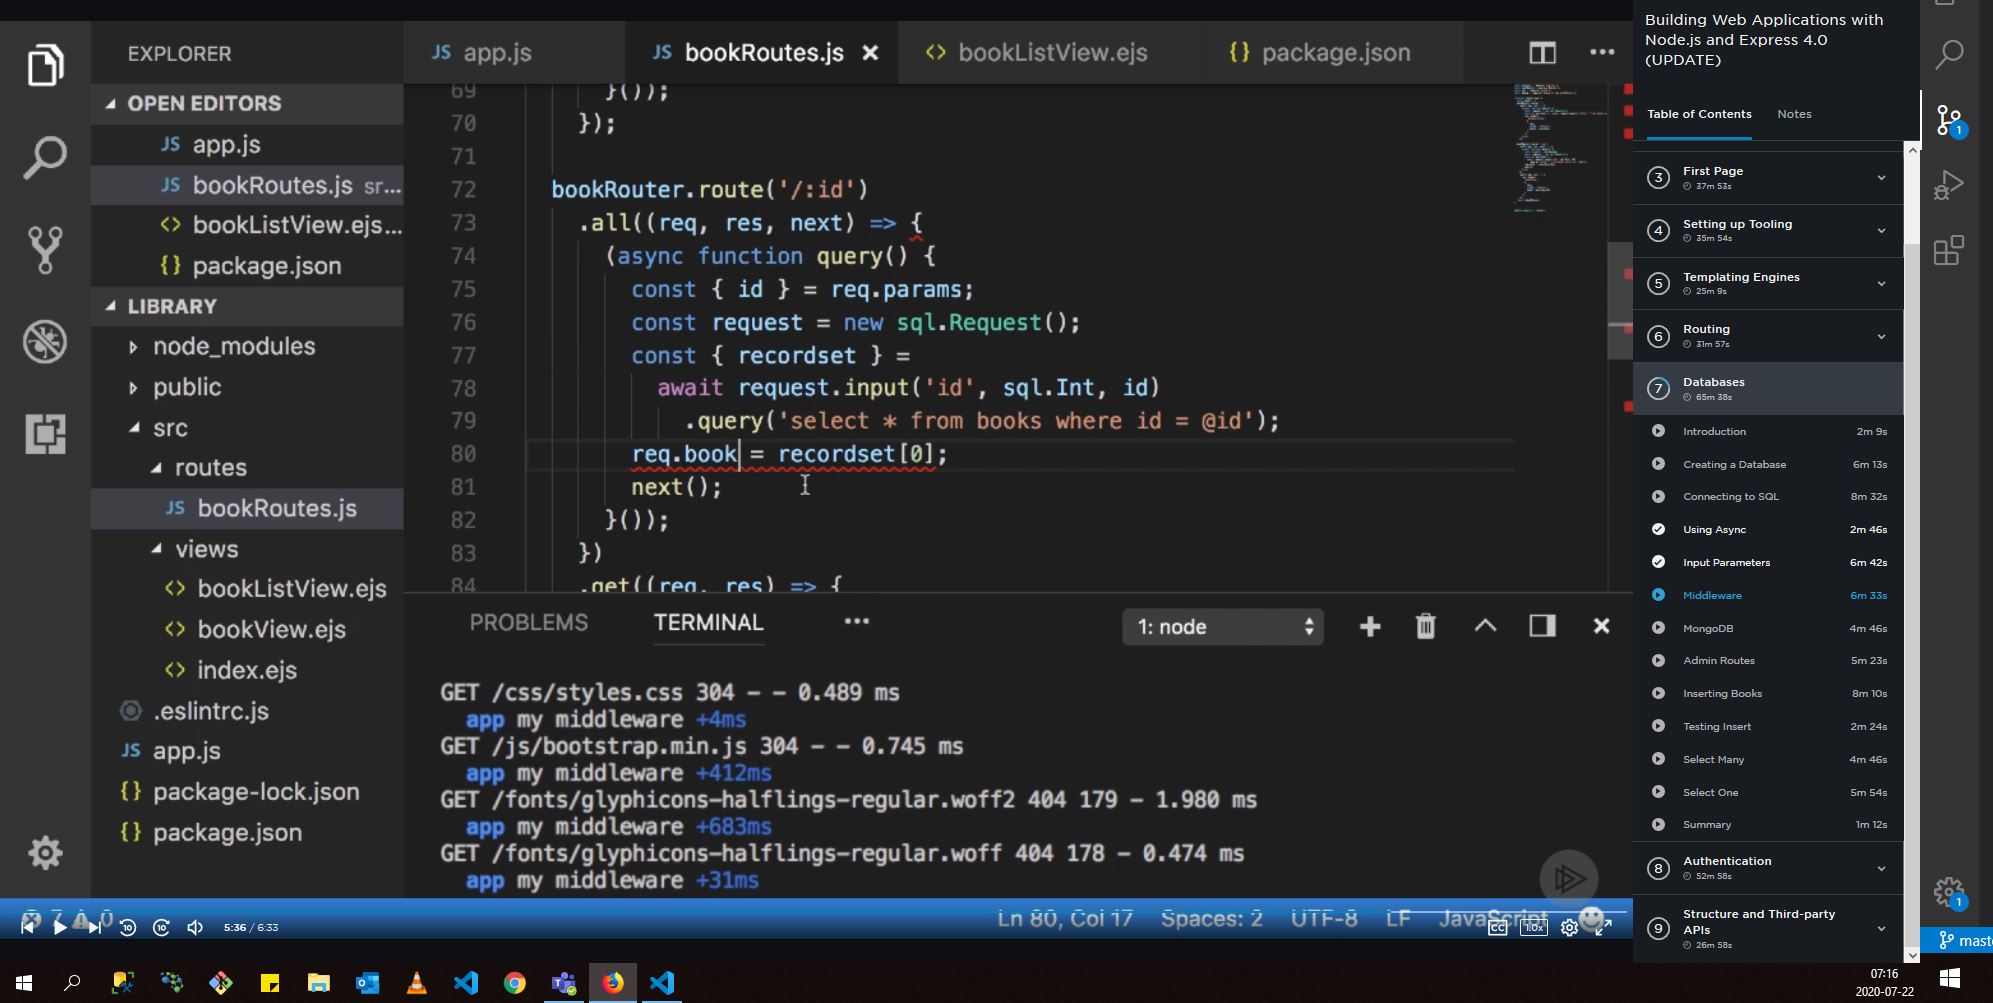 EXPLORER
OPEN EDITORS
JS app.js
JS bookRoutes.js sr...
<> bookListView.ejs...
{} package.json
LIBRARY
node_modules
public
src
routes
JS bookRoutes.js
views
<> bookListView.ejs
<> bookView.ejs
<> index.ejs
.eslintrc.js
JS app.js
{} package-lock.json
{} package.json
JS app.js
JS bookRoutes.js
<> bookListView.ejs
{} package.json
69 }());
70 });
71
72 bookRouter.route('/:id')
73 .all((req, res, next) => {
74 (async function query() {
75 const { id } = req.params;
76 const request = new sql.Request();
77 const { recordset } =
78 await request.input('id', sql.Int, id)
79 .query('select * from books where id = @id');
80 req.book = recordset[0];
81 next();
82 }());
83 })
84 .get((req, res) => {
PROBLEMS TERMINAL ... 1: node
GET /css/styles.css 304 - - 0.489 ms
app my middleware +4ms
GET /js/bootstrap.min.js 304 - - 0.745 ms
app my middleware +412ms
GET /fonts/glyphicons-halflings-regular.woff2 404 179 - 1.980 ms
app my middleware +683ms
GET /fonts/glyphicons-halflings-regular.woff 404 178 - 0.474 ms
app my middleware +31ms
7 0 10 10 5:36 / 6:33 Ln 80, Col 17 Spaces: 2 UTF-8 LF JavaScript CC 1.0x
Building Web Applications with
Node.js and Express 4.0
(UPDATE)
Table of Contents Notes
3 First Page
37m 53s
4 Setting up Tooling
35m 54s
5 Templating Engines
25m 9s
6 Routing
31m 57s
7 Databases
65m 38s
Introduction 2m 9s
Creating a Database 6m 13s
Connecting to SQL 8m 32s
Using Async 2m 46s
Input Parameters 6m 42s
Middleware 6m 33s
MongoDB 4m 46s
Admin Routes 5m 23s
Inserting Books 8m 10s
Testing Insert 2m 24s
Select Many 4m 46s
Select One 5m 54s
Summary 1m 12s
8 Authentication
52m 58s
9 Structure and Third-party
APIs
26m 58s
1
1
mast
07:16
2020-07-22